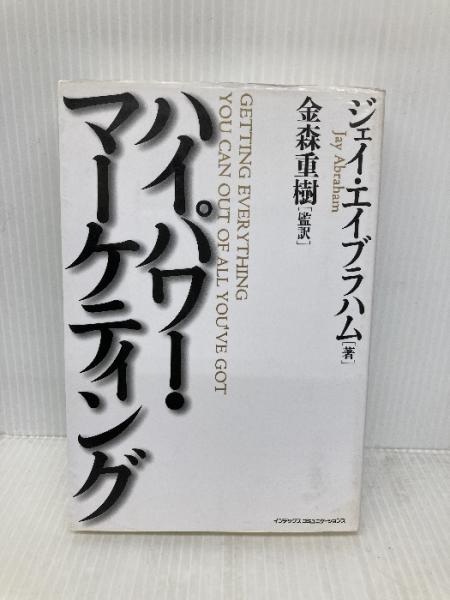 ジェイ・エイブラハム[著]
Jay Abraham
金森重樹[監訳]
GETTING EVERYTHING
YOU CAN OUT OF ALL YOU'VE GOT
ハイパワー・
マーケティング
インデックス コミュニケーションズ